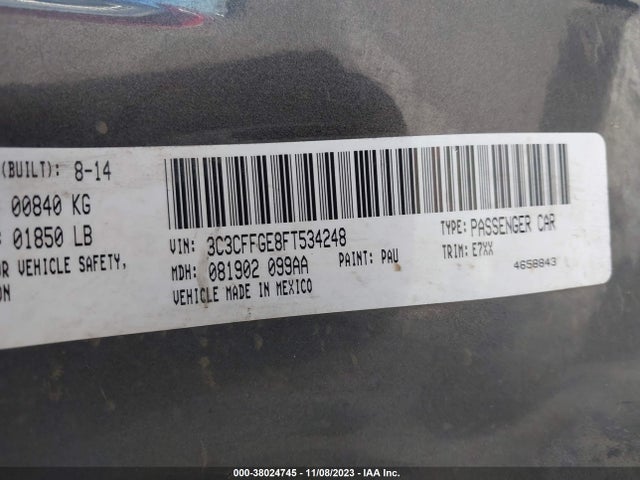 (BUILT): 8-14
00840 KG
01850 LB
OR VEHICLE SAFETY,
ON
VIN: 3C3CFFGE8FT534248
TYPE: PASSENGER CAR
MDH: 081902 099AA PAINT: PAU TRIM: E7XX
VEHICLE MADE IN MEXICO
4658843
000-38024745 - 11/08/2023 - IAA Inc.